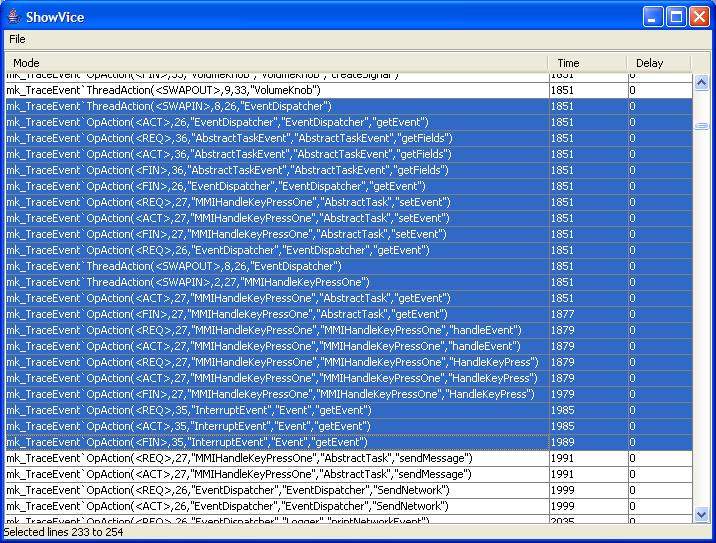 ShowVice
File
Mode Time Delay
mk_TraceEvent`OpAction(<FIN>,33,"VolumeKnob","VolumeKnob","createSignal") 1851 0
mk_TraceEvent`ThreadAction(<SWAPOUT>,9,33,"VolumeKnob") 1851 0
mk_TraceEvent`ThreadAction(<SWAPIN>,8,26,"EventDispatcher") 1851 0
mk_TraceEvent`OpAction(<ACT>,26,"EventDispatcher","EventDispatcher","getEvent") 1851 0
mk_TraceEvent`OpAction(<REQ>,36,"AbstractTaskEvent","AbstractTaskEvent","getFields") 1851 0
mk_TraceEvent`OpAction(<ACT>,36,"AbstractTaskEvent","AbstractTaskEvent","getFields") 1851 0
mk_TraceEvent`OpAction(<FIN>,36,"AbstractTaskEvent","AbstractTaskEvent","getFields") 1851 0
mk_TraceEvent`OpAction(<FIN>,26,"EventDispatcher","EventDispatcher","getEvent") 1851 0
mk_TraceEvent`OpAction(<REQ>,27,"MMIHandleKeyPressOne","AbstractTask","setEvent") 1851 0
mk_TraceEvent`OpAction(<ACT>,27,"MMIHandleKeyPressOne","AbstractTask","setEvent") 1851 0
mk_TraceEvent`OpAction(<FIN>,27,"MMIHandleKeyPressOne","AbstractTask","setEvent") 1851 0
mk_TraceEvent`OpAction(<REQ>,26,"EventDispatcher","EventDispatcher","getEvent") 1851 0
mk_TraceEvent`ThreadAction(<SWAPOUT>,8,26,"EventDispatcher") 1851 0
mk_TraceEvent`ThreadAction(<SWAPIN>,2,27,"MMIHandleKeyPressOne") 1851 0
mk_TraceEvent`OpAction(<ACT>,27,"MMIHandleKeyPressOne","AbstractTask","getEvent") 1851 0
mk_TraceEvent`OpAction(<FIN>,27,"MMIHandleKeyPressOne","AbstractTask","getEvent") 1877 0
mk_TraceEvent`OpAction(<REQ>,27,"MMIHandleKeyPressOne","MMIHandleKeyPressOne","handleEvent") 1879 0
mk_TraceEvent`OpAction(<ACT>,27,"MMIHandleKeyPressOne","MMIHandleKeyPressOne","handleEvent") 1879 0
mk_TraceEvent`OpAction(<REQ>,27,"MMIHandleKeyPressOne","MMIHandleKeyPressOne","HandleKeyPress") 1879 0
mk_TraceEvent`OpAction(<ACT>,27,"MMIHandleKeyPressOne","MMIHandleKeyPressOne","HandleKeyPress") 1879 0
mk_TraceEvent`OpAction(<FIN>,27,"MMIHandleKeyPressOne","MMIHandleKeyPressOne","HandleKeyPress") 1979 0
mk_TraceEvent`OpAction(<REQ>,35,"InterruptEvent","Event","getEvent") 1985 0
mk_TraceEvent`OpAction(<ACT>,35,"InterruptEvent","Event","getEvent") 1985 0
mk_TraceEvent`OpAction(<FIN>,35,"InterruptEvent","Event","getEvent") 1989 0
mk_TraceEvent`OpAction(<REQ>,27,"MMIHandleKeyPressOne","AbstractTask","sendMessage") 1991 0
mk_TraceEvent`OpAction(<ACT>,27,"MMIHandleKeyPressOne","AbstractTask","sendMessage") 1991 0
mk_TraceEvent`OpAction(<REQ>,26,"EventDispatcher","EventDispatcher","SendNetwork") 1999 0
mk_TraceEvent`OpAction(<ACT>,26,"EventDispatcher","EventDispatcher","SendNetwork") 1999 0
mk_TraceEvent`OpAction(<REQ>,26,"EventDispatcher","Logger","printNetworkEvent") 2035 0
Selected lines 233 to 254